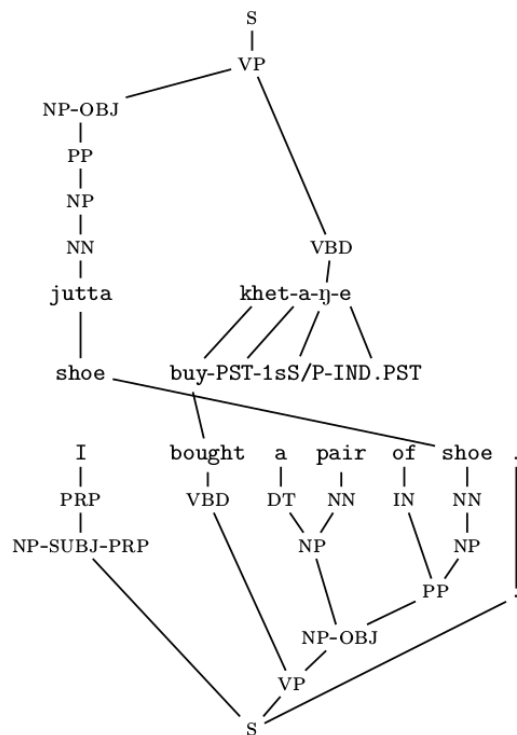 S
VP
NP-OBJ
PP
NP
NN VBD
jutta khet-a-ŋ-e
shoe buy-PST-1sS/P-IND.PST
I bought a pair of shoe .
PRP VBD DT NN IN NN
NP-SUBJ-PRP NP NP
PP .
NP-OBJ
VP
S